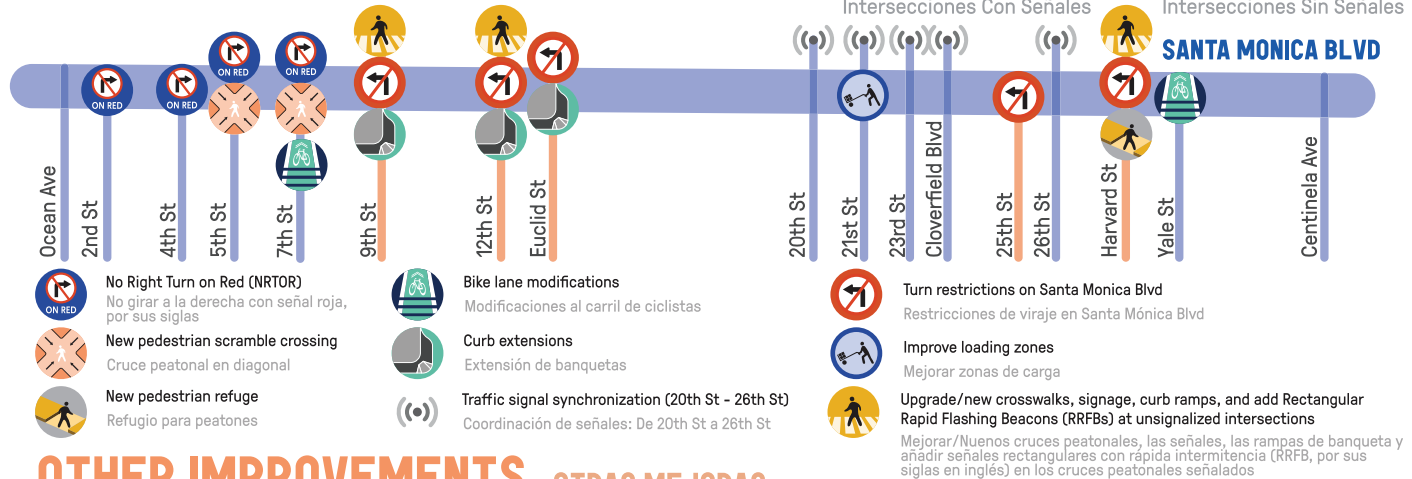 Intersecciones Con Señales
Intersecciones Sin Señales
SANTA MONICA BLVD
ON RED
ON RED
ON RED
ON RED
Ocean Ave
2nd St
4th St
5th St
7th St
9th St
12th St
Euclid St
20th St
21st St
23rd St
Cloverfield Blvd
25th St
26th St
Harvard St
Yale St
Centinela Ave
ON RED
No Right Turn on Red (NRTOR)
No girar a la derecha con señal roja,
por sus siglas
New pedestrian scramble crossing
Cruce peatonal en diagonal
New pedestrian refuge
Refugio para peatones
Bike lane modifications
Modificaciones al carril de ciclistas
Curb extensions
Extensión de banquetas
Traffic signal synchronization (20th St - 26th St)
Coordinación de señales: De 20th St a 26th St
Turn restrictions on Santa Monica Blvd
Restricciones de viraje en Santa Mónica Blvd
Improve loading zones
Mejorar zonas de carga
Upgrade/new crosswalks, signage, curb ramps, and add Rectangular
Rapid Flashing Beacons (RRFBs) at unsignalized intersections
Mejorar/Nuenos cruces peatonales, las señales, las rampas de banqueta y
añadir señales rectangulares con rápida intermitencia (RRFB, por sus
siglas en inglés) en los cruces peatonales señalados
OTHER IMPROVEMENTS
OTRAS MEJORAS